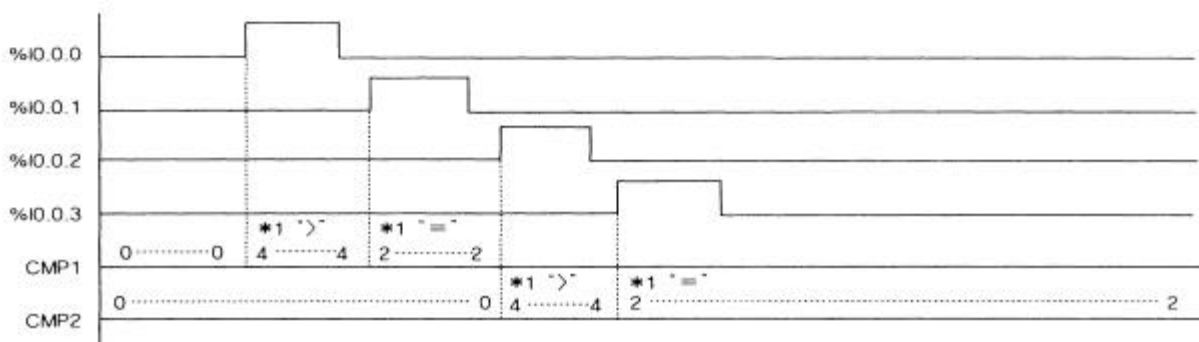 %I0.0.0
%I0.0.1
%I0.0.2
%I0.0.3
*1 ">" *1 "="
0 0 4 4 2 2
CMP1
*1 ">" *1 "="
0 0 4 4 2 2
CMP2